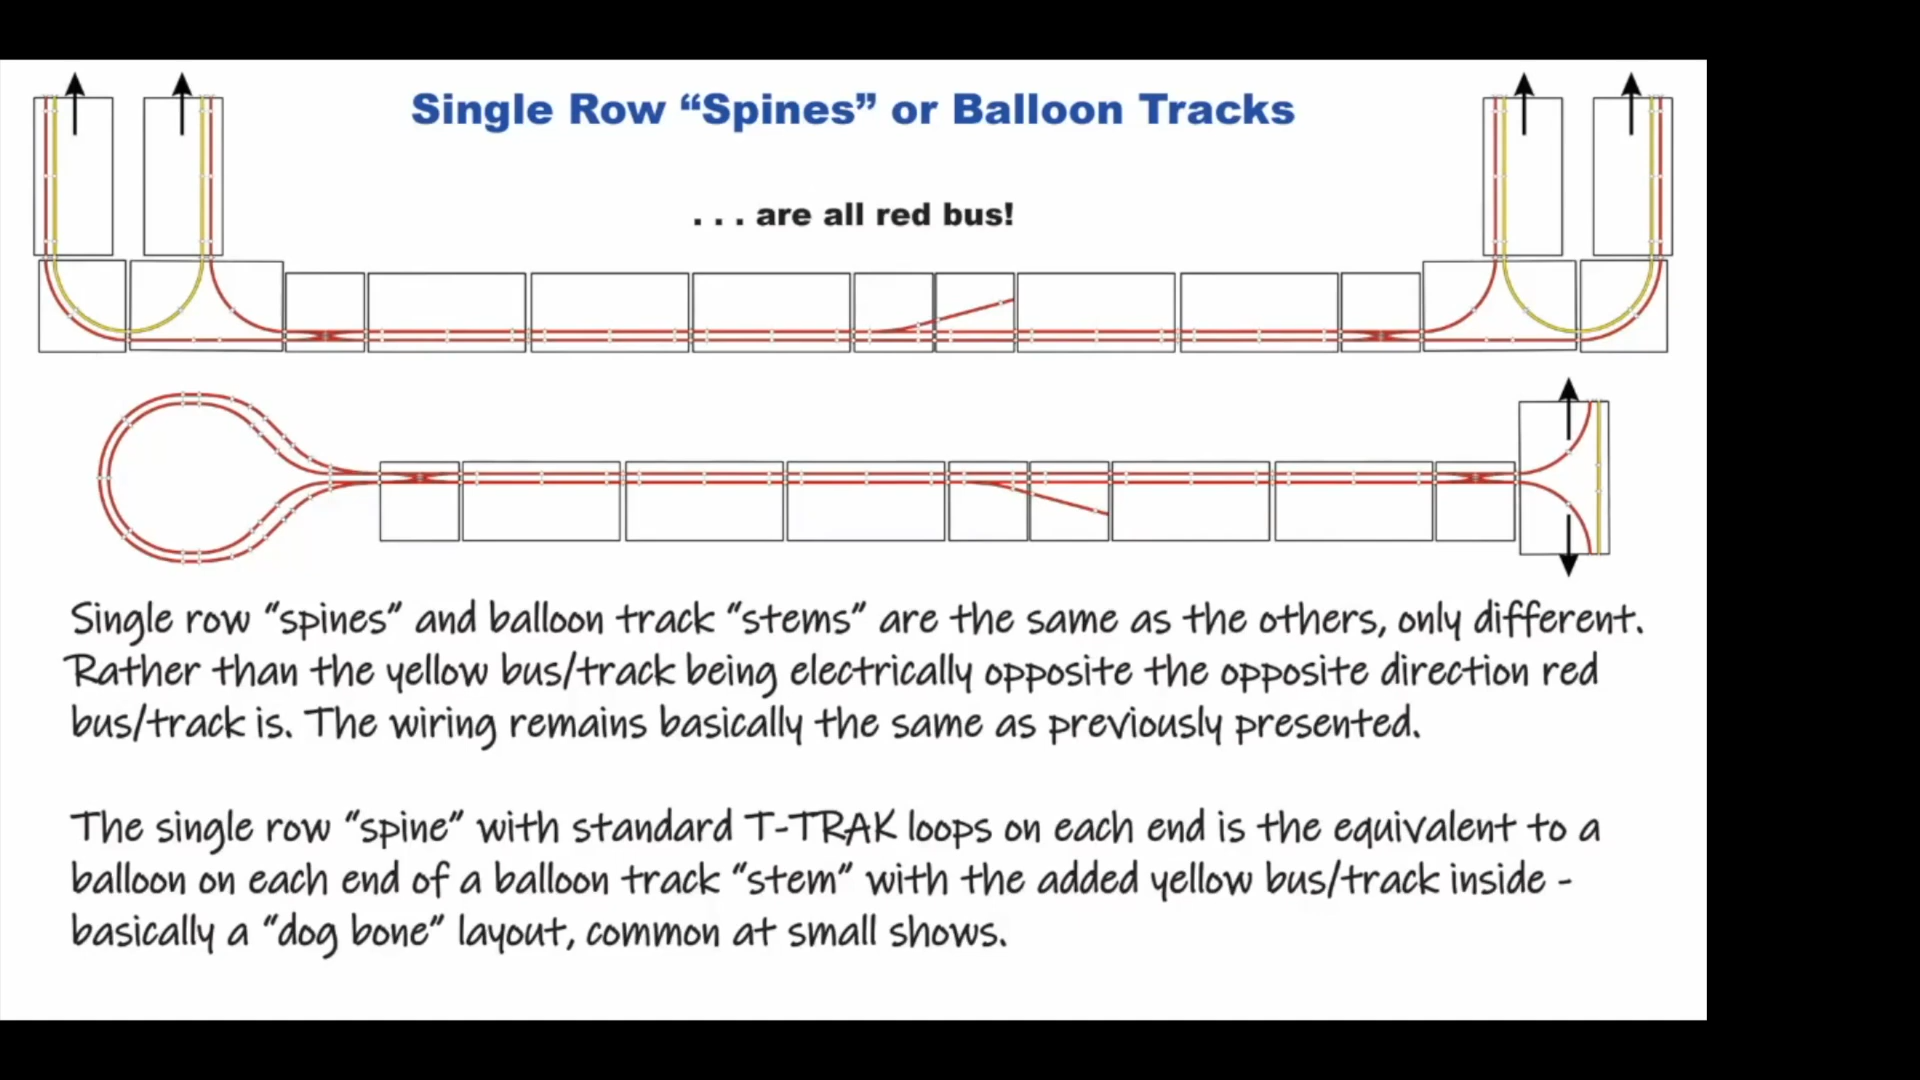 Single Row “Spines” or Balloon Tracks
. . . are all red bus!
Single row “spines” and balloon track “stems” are the same as the others, only different.
Rather than the yellow bus/track being electrically opposite the opposite direction red
bus/track is. The wiring remains basically the same as previously presented.
The single row “spine” with standard T-TRAK loops on each end is the equivalent to a
balloon on each end of a balloon track “stem” with the added yellow bus/track inside -
basically a “dog bone” layout, common at small shows.